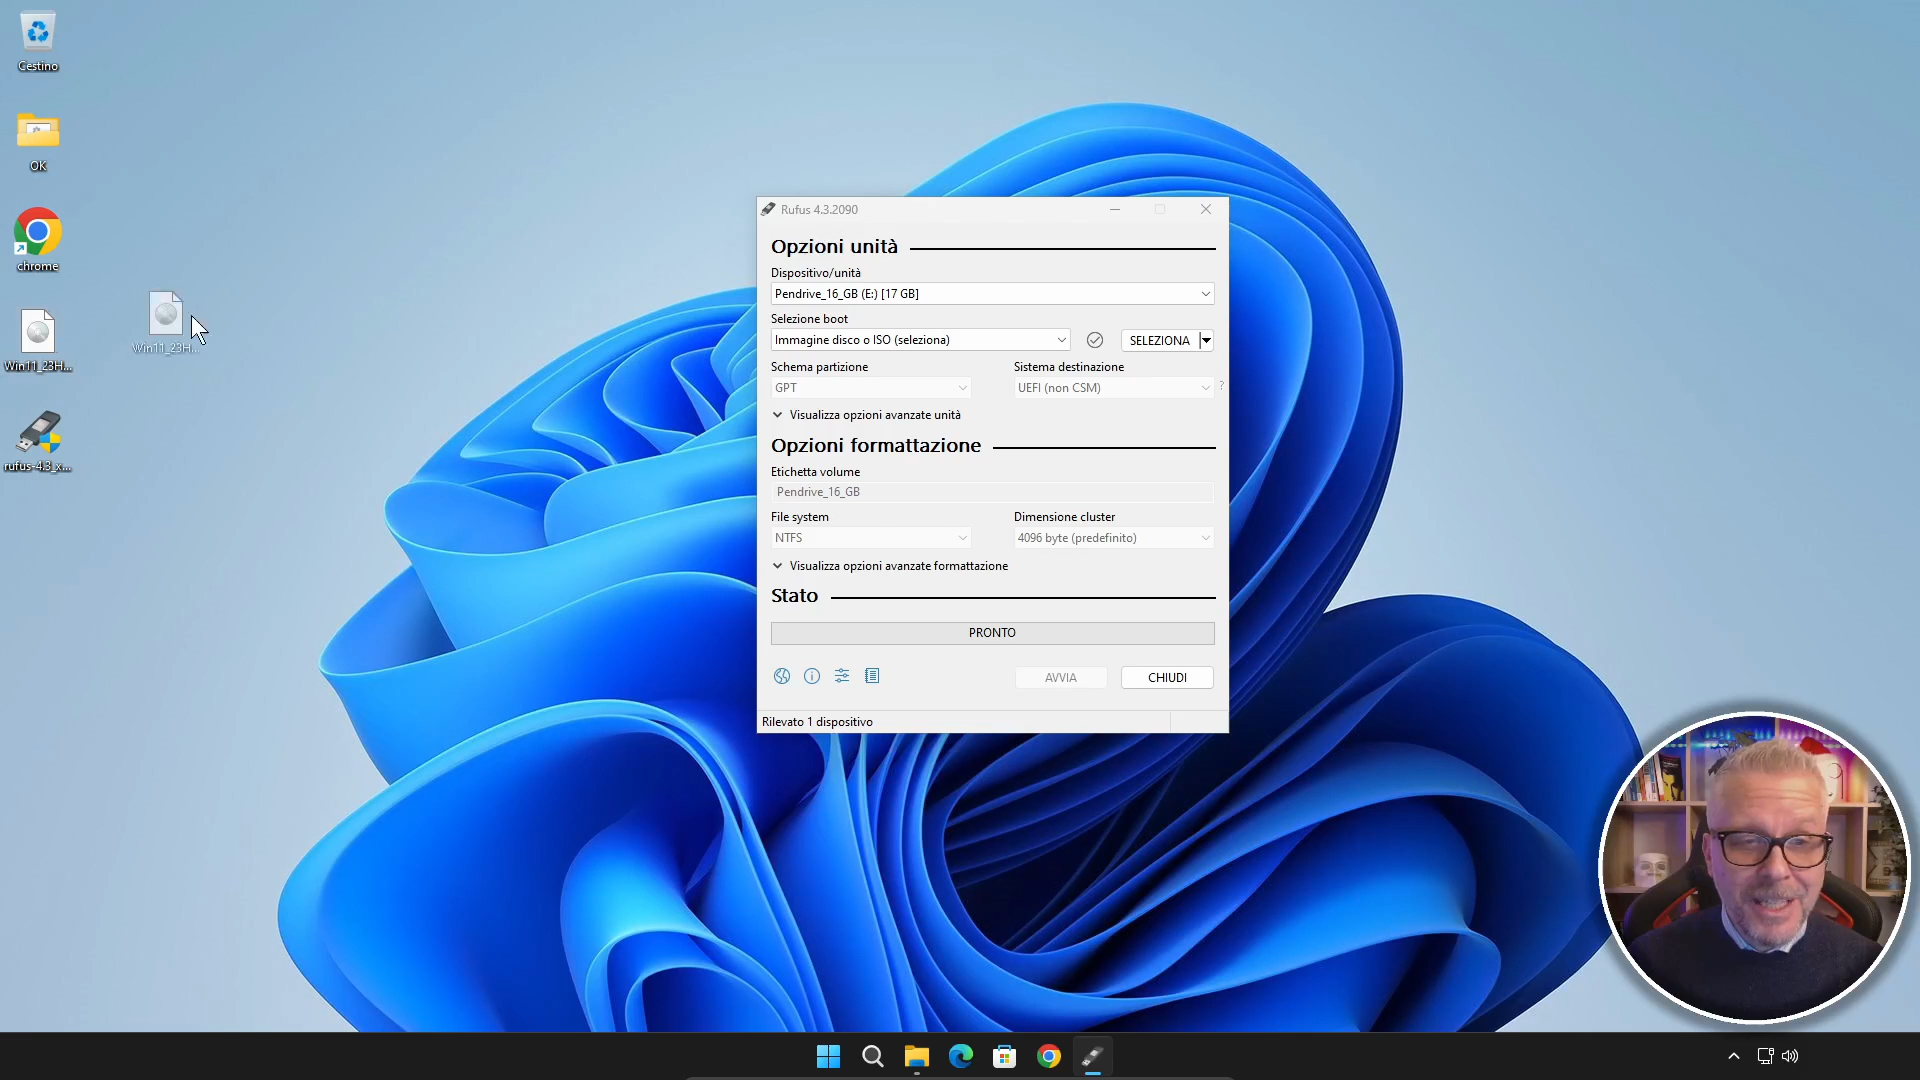 Cestino
OK
chrome
Win11_23H...
Win11_23H...
rufus-4.3_x...
Rufus 4.3.2090
Opzioni unità
Dispositivo/unità
Pendrive_16_GB (E:) [17 GB]
Selezione boot
Immagine disco o ISO (seleziona)
SELEZIONA
Schema partizione
Sistema destinazione
GPT
UEFI (non CSM)
?
Visualizza opzioni avanzate unità
Opzioni formattazione
Etichetta volume
Pendrive_16_GB
File system
Dimensione cluster
NTFS
4096 byte (predefinito)
Visualizza opzioni avanzate formattazione
Stato
PRONTO
AVVIA
CHIUDI
Rilevato 1 dispositivo